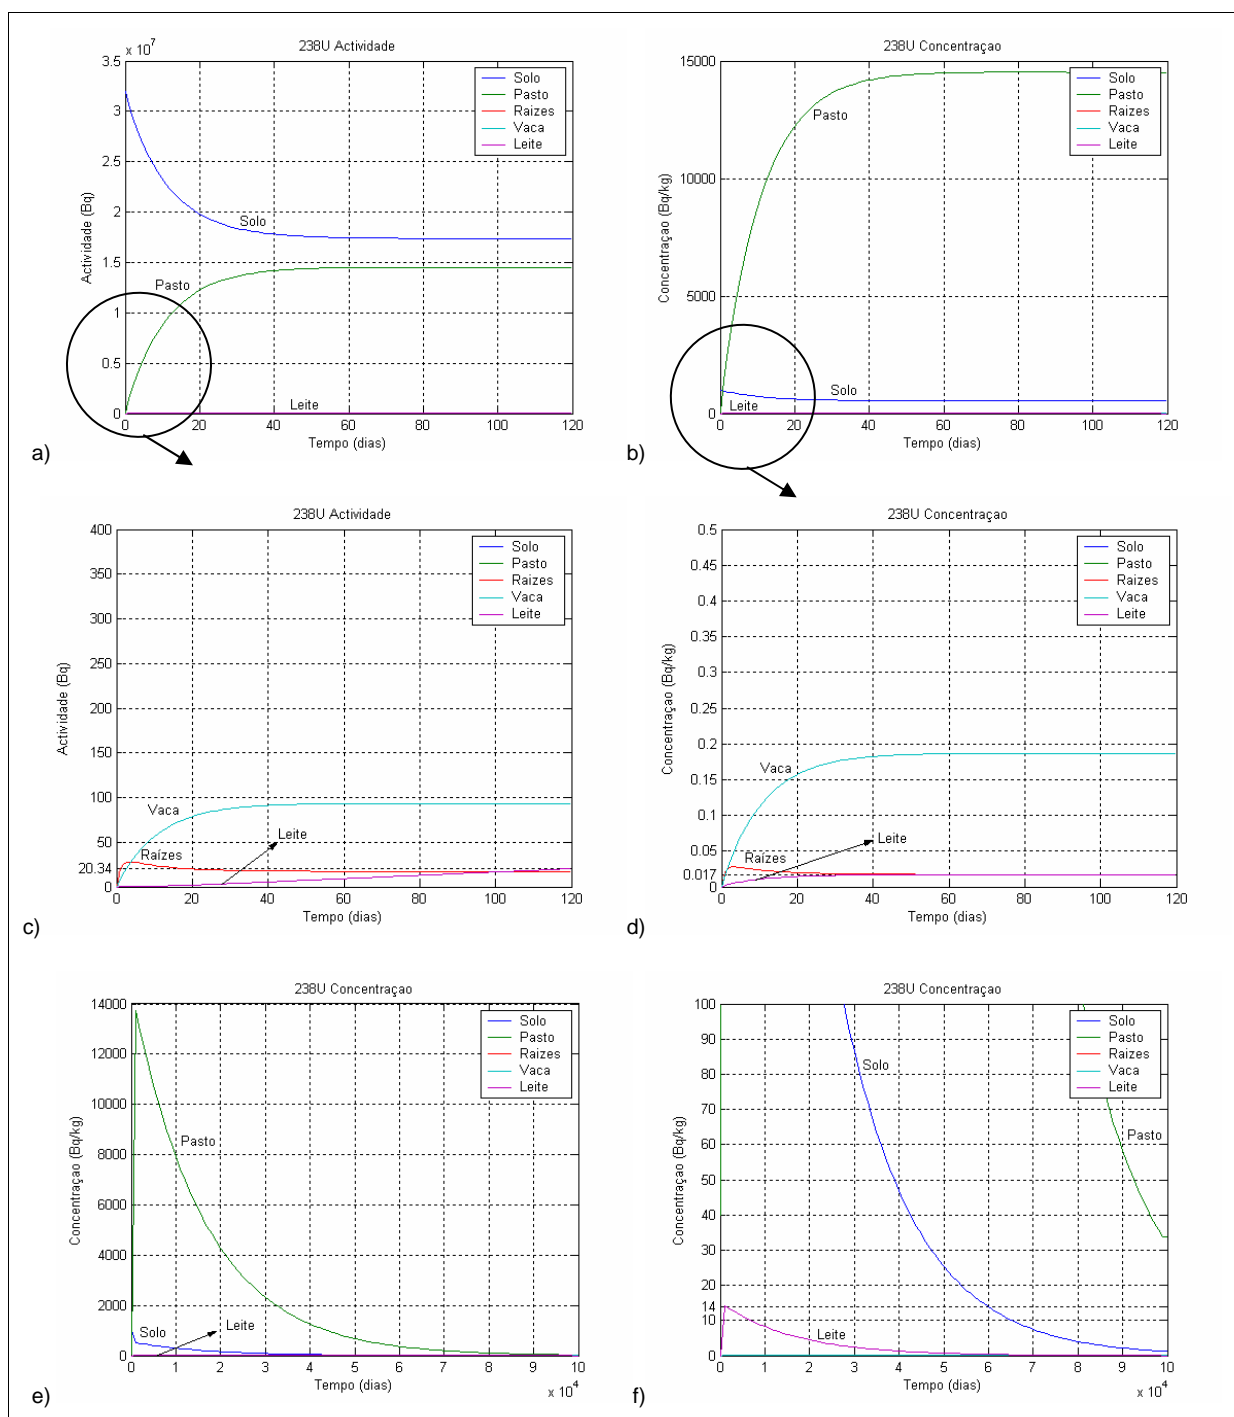 238U Actividade
x 10^7
3.5
3
2.5
2
1.5
1
0.5
0
Actividade (Bq)
Solo
Pasto
Raizes
Vaca
Leite
Solo
Pasto
Leite
0 20 40 60 80 100 120
Tempo (dias)
a)
238U Concentraçao
15000
10000
5000
0
Concentraçao (Bq/kg)
Solo
Pasto
Raizes
Vaca
Leite
Pasto
Solo
Leite
0 20 40 60 80 100 120
Tempo (dias)
b)
238U Actividade
400
350
300
250
200
150
100
50
20.34
0
Actividade (Bq)
Solo
Pasto
Raizes
Vaca
Leite
Vaca
Leite
Raízes
0 20 40 60 80 100 120
Tempo (dias)
c)
238U Concentraçao
0.5
0.45
0.4
0.35
0.3
0.25
0.2
0.15
0.1
0.05
0.017
0
Concentraçao (Bq/kg)
Solo
Pasto
Raizes
Vaca
Leite
Vaca
Leite
Raízes
0 20 40 60 80 100 120
Tempo (dias)
d)
238U Concentraçao
14000
12000
10000
8000
6000
4000
2000
0
Concentraçao (Bq/kg)
Solo
Pasto
Raizes
Vaca
Leite
Pasto
Solo
Leite
0 1 2 3 4 5 6 7 8 9 10
Tempo (dias)
x 10^4
e)
238U Concentraçao
100
90
80
70
60
50
40
30
20
14
10
0
Concentraçao (Bq/kg)
Solo
Pasto
Raizes
Vaca
Leite
Solo
Pasto
Leite
0 1 2 3 4 5 6 7 8 9 10
Tempo (dias)
x 10^4
f)